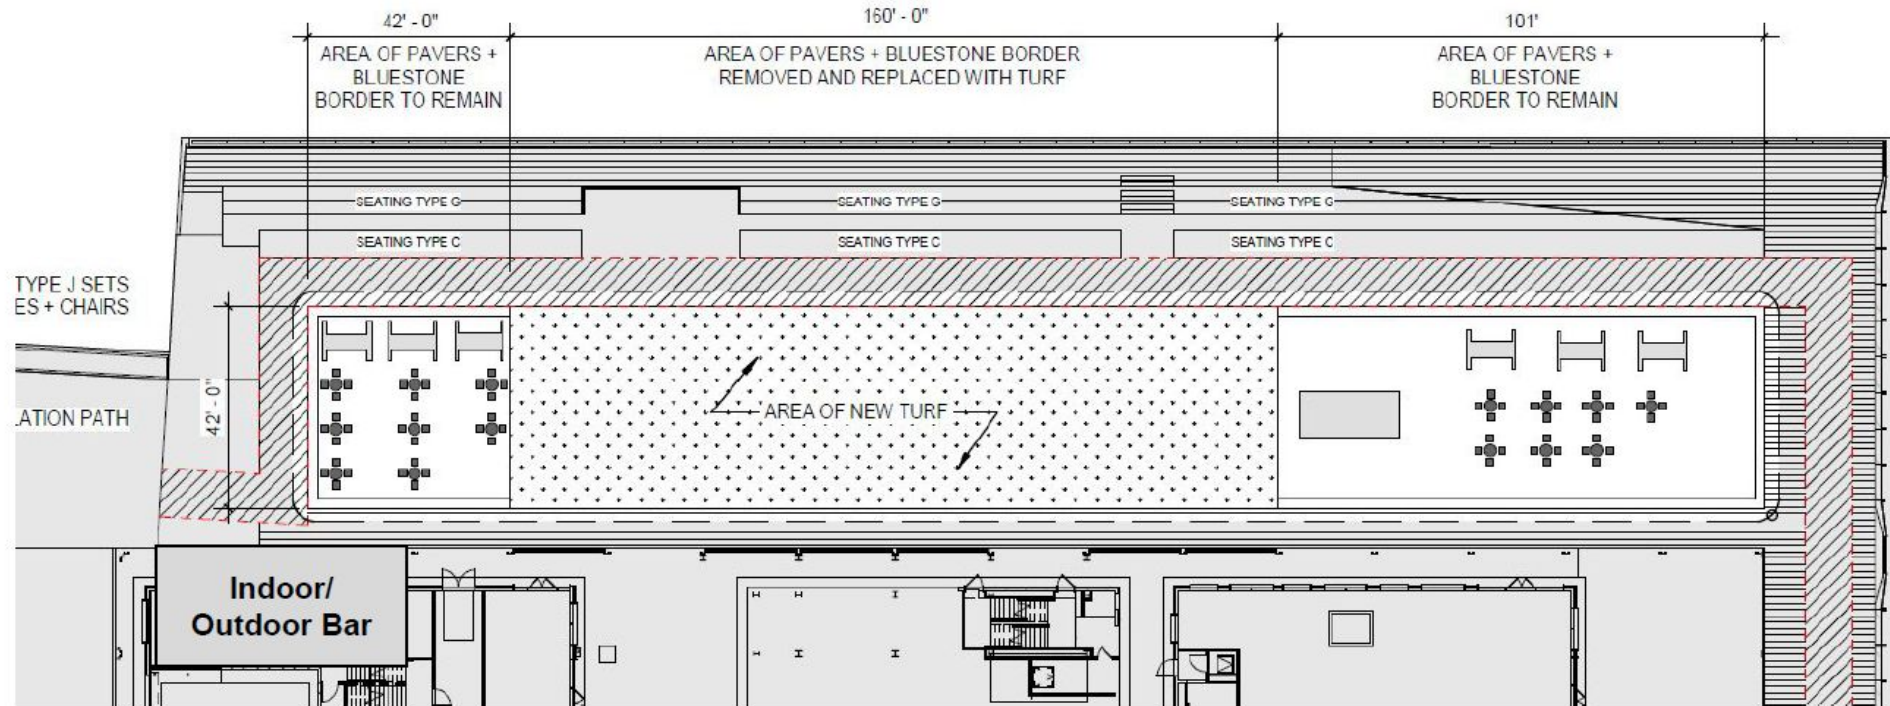 42' - 0"
160' - 0"
101'
AREA OF PAVERS +
BLUESTONE
BORDER TO REMAIN
AREA OF PAVERS + BLUESTONE BORDER
REMOVED AND REPLACED WITH TURF
AREA OF PAVERS +
BLUESTONE
BORDER TO REMAIN
SEATING TYPE G
SEATING TYPE G
SEATING TYPE G
SEATING TYPE C
SEATING TYPE C
SEATING TYPE C
TYPE J SETS
ES + CHAIRS
42' - 0"
LATION PATH
AREA OF NEW TURF
Indoor/
Outdoor Bar